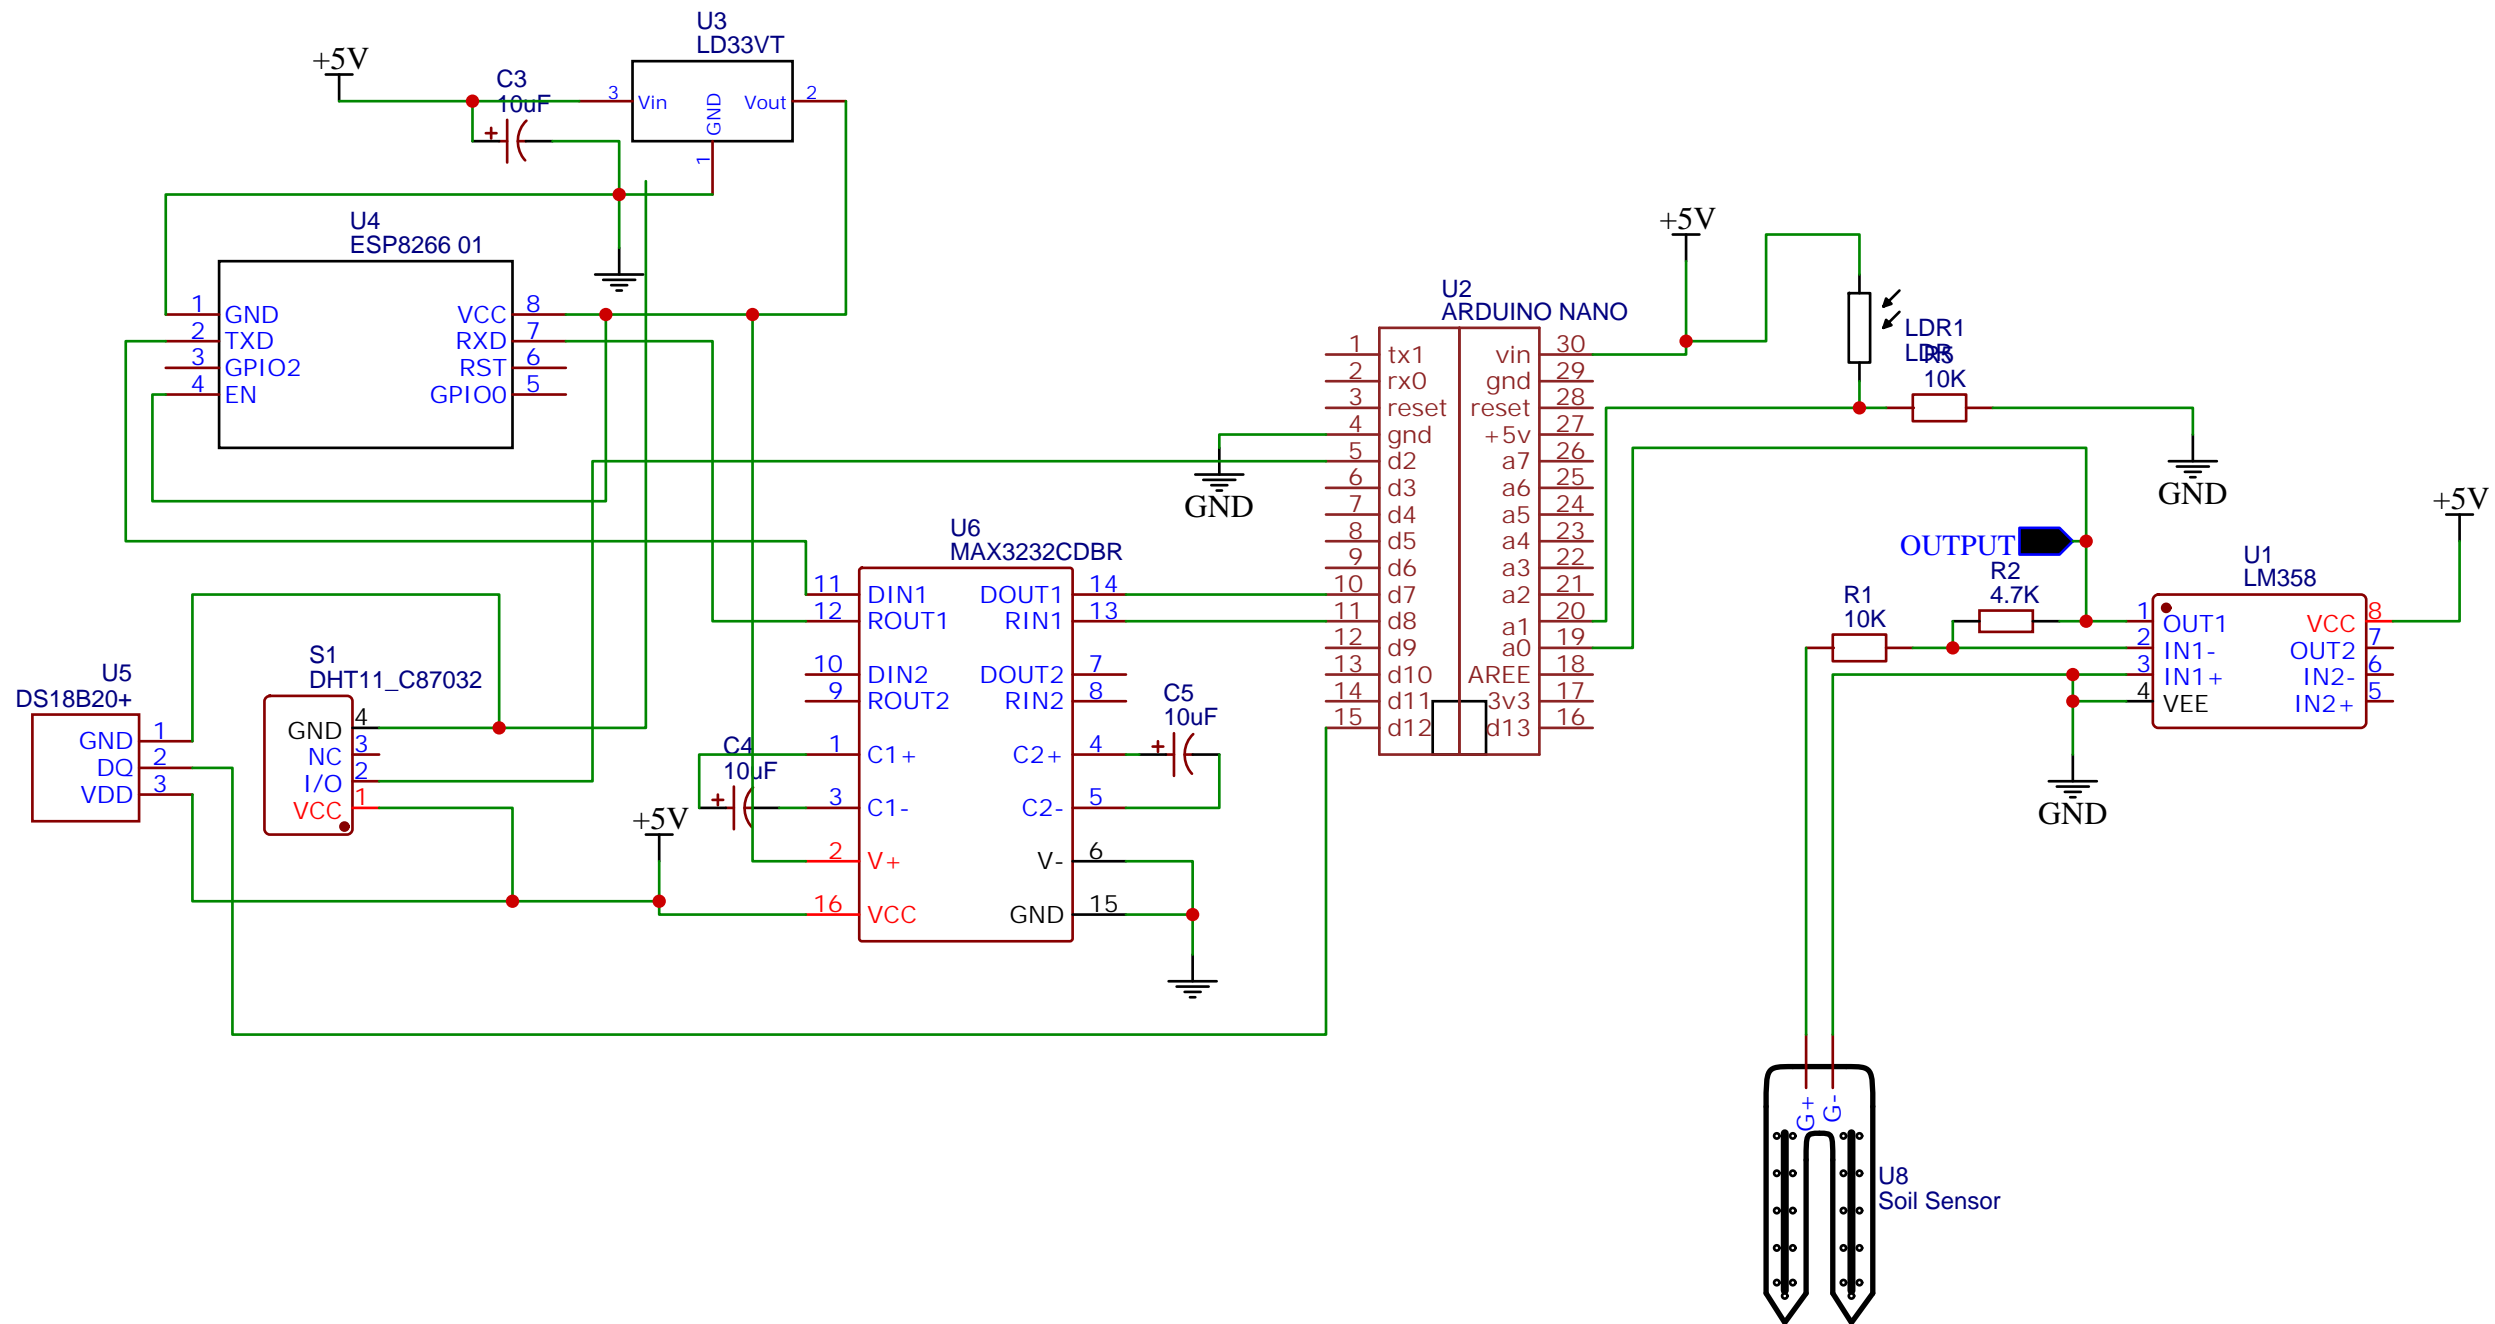 +5V
U3
LD33VT
C3
10uF
3
Vin
GND
1
Vout
2
+
U4
ESP8266 01
1
GND
2
TXD
3
GPIO2
4
EN
VCC
8
RXD
7
RST
6
GPIO0
5
U5
DS18B20+
GND
1
DQ
2
VDD
3
S1
DHT11_C87032
GND
4
NC
3
I/O
2
VCC
1
+5V
C4
10uF
+
U6
MAX3232CDBR
11
DIN1
12
ROUT1
10
DIN2
9
ROUT2
1
C1+
3
C1-
2
V+
16
VCC
DOUT1
14
RIN1
13
DOUT2
7
RIN2
8
C2+
4
C2-
5
V-
6
GND
15
C5
10uF
+
GND
U2
ARDUINO NANO
1
tx1
2
rx0
3
reset
4
gnd
5
d2
6
d3
7
d4
8
d5
9
d6
10
d7
11
d8
12
d9
13
d10
14
d11
15
d12
vin
30
gnd
29
reset
28
+5v
27
a7
26
a6
25
a5
24
a4
23
a3
22
a2
21
a1
20
a0
19
AREE
18
3v3
17
d13
16
+5V
LDR1
LDR
10K
GND
OUTPUT
R1
10K
R2
4.7K
+5V
U1
LM358
1
OUT1
2
IN1-
3
IN1+
4
VEE
VCC
8
OUT2
7
IN2-
6
IN2+
5
GND
G+
G-
U8
Soil Sensor